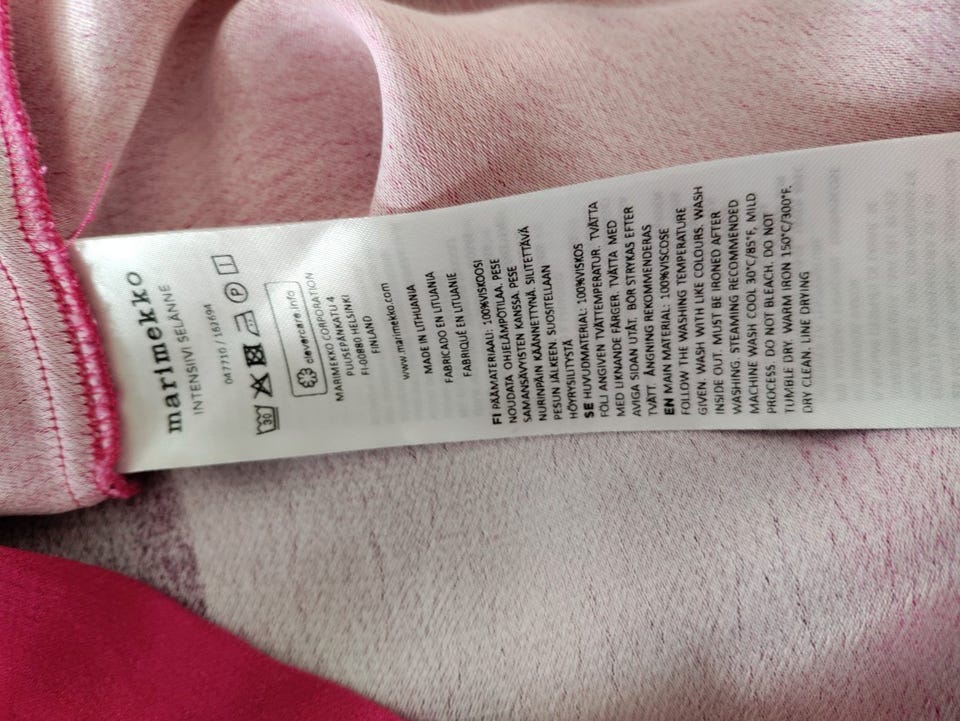 marimekko
INTENSIIVI SELÄNNE
047710 / 182694
30
P
clevercare.info
MARIMEKKO CORPORATION
PUUSEPÄNKATU 4
FI-00880 HELSINKI
FINLAND
www.marimekko.com
MADE IN LITHUANIA
FABRICADO EN LITUANIA
FABRIQUÉ EN LITUANIE
FI PÄÄMATERIAALI: 100%VISKOOSI
NOUDATA OHJELÄMPÖTILAA. PESE
SAMANSÄVYISTEN KANSSA. PESE
NURINPÄIN KÄÄNNETTYNÄ. SILITETTÄVÄ
PESUN JÄLKEEN. SUOSITELLAAN
HÖYRYSILITYSTÄ
SE HUVUDMATERIAL: 100%VISKOS
FÖLJ ANGIVEN TVÄTTEMPERATUR. TVÄTTA
MED LIKNANDE FÄRGER. TVÄTTA MED
AVIGA SIDAN UTÅT. BÖR STRYKAS EFTER
TVÄTT. ÅNGNING REKOMMENDERAS
EN MAIN MATERIAL: 100%VISCOSE
FOLLOW THE WASHING TEMPERATURE
GIVEN. WASH WITH LIKE COLOURS. WASH
INSIDE OUT. MUST BE IRONED AFTER
WASHING. STEAMING RECOMMENDED
MACHINE WASH COOL 30°C/85°F, MILD
PROCESS. DO NOT BLEACH. DO NOT
TUMBLE DRY. WARM IRON 150°C/300°F.
DRY CLEAN. LINE DRYING